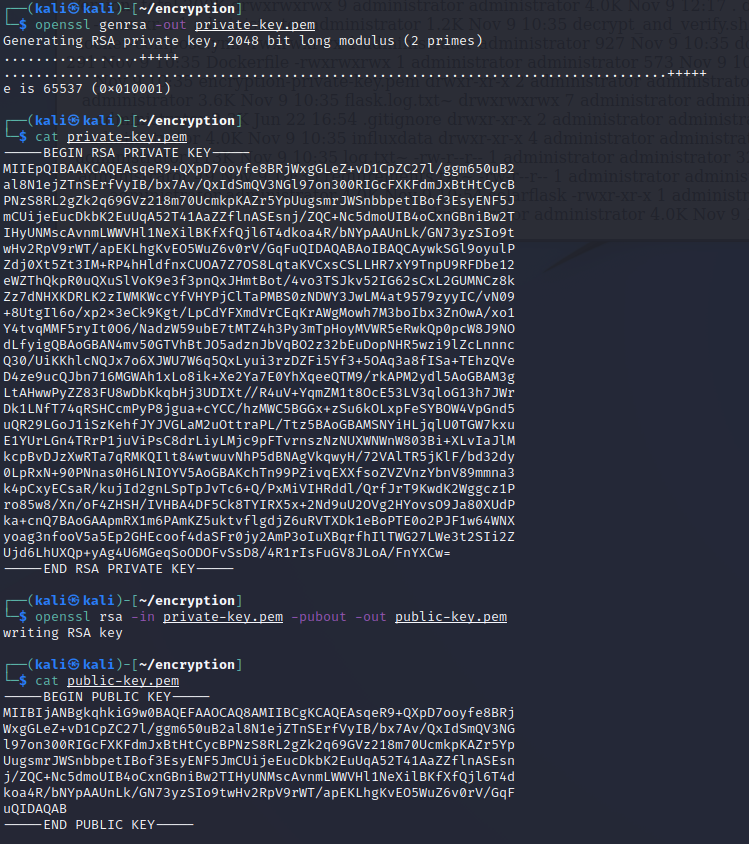 ┌──(kali㉿kali)-[~/encryption]
└─$ openssl genrsa -out private-key.pem
Generating RSA private key, 2048 bit long modulus (2 primes)
.................+++++
....................................................................................+++++
e is 65537 (0×010001)
┌──(kali㉿kali)-[~/encryption]
└─$ cat private-key.pem
-----BEGIN RSA PRIVATE KEY-----
MIIEpQIBAAKCAQEAsqeR9+QXpD7ooyfe8BRjWxgGLeZ+vD1CpZC27l/ggm650uB2
al8N1ejZTnSErfVyIB/bx7Av/QxIdSmQV3NGl97on300RIGcFXKFdmJxBtHtCycB
PNzS8RL2gZk2q69GVz218m70UcmkpKAZr5YpUugsmrJWSnbbpetIBof3EsyENF5J
mCUijeEucDkbK2EuUqA52T41AaZZflnASEsnj/ZQC+Nc5dmoUIB4oCxnGBniBw2T
IHyUNMscAvnmLWWVHl1NeXilBKfXfQjl6T4dkoa4R/bNYpAAUnLk/GN73yzSIo9t
wHv2RpV9rWT/apEKLhgKvEO5WuZ6v0rV/GqFuQIDAQABAoIBAQCAywkSGl9oyulP
Zdj0Xt5Zt3IM+RP4hHldfnxCUOA7Z7OS8LqtaKVCxsCSLLHR7xY9TnpU9RFDbe12
eWZThQkpR0uQXuSlVoK9e3f3pnQxJHmtBot/4vo3TSJkv52IG62sCxL2GUMNCz8k
Zz7dNHXKDRLK2zIWMKWccYfVHYPjClTaPMBS0zNDWY3JwLM4at9579zyyIC/vN09
+8UtgIl6o/xp2×3eCk9Kgt/LpCdYFXmdVrCEqKrAWgMowh7M3boIbx3ZnOwA/xo1
Y4tvqMMF5ryIt0O6/NadzW59ubE7tMTZ4h3Py3mTpHoyMVWR5eRwkQp0pcW8J9NO
dLfyigQBAoGBAN4mv50GTVhBtJO5adznJbVqBO2z32bEuDopNHR5wzi9lZcLnnnc
Q30/UiKKhlcNQJx7o6XJWU7W6q5QxLyui3rzDZFi5Yf3+5OAq3a8fISa+TEhzQVe
D4ze9ucQJbn716MGWAh1xLo8ik+Xe2Ya7E0YhXqeeQTM9/rkAPM2ydl5AoGBAM3g
LtAHwwPyZZ83FU8wDbKkqbHj3UDIXt//R4uV+YqmZM1t8OcE53LV3qloG13h7JWr
Dk1LNfT74qRSHCcmPyP8jgua+cYCC/hzMWC5BGGx+zSu6kOLxpFeSYBOW4VpGnd5
uQR29LGoJ1iSzKehfJYJVGLaM2uOttraPL/Ttz5BAoGBAMSNYiHLjqlU0TGW7kxu
E1YUrLGn4TRrP1juViPsC8drLiyLMjc9pFTvrnszNzNUXWNWnW803Bi+XLvIaJlM
kcpBvDJzXwRTa7qRMKQIlt84wtwuvNhP5dBNAgVkqwyH/72VAlTR5jKlF/bd32dy
0LpRxN+90PNnas0H6LNIOYV5AoGAKchTn99PZivqEXXfsoZVZVnzYbnV89mmna3
k4pCxyECsaR/kujId2gnLSpTpJvTc6+Q/PxMiVIHRddl/QrfJrT9KwdK2Wggcz1P
ro85w8/Xn/oF4ZHSH/IVHBA4DF5Ck8TYIRX5x+2Nd9uU2OVg2HYovsO9Ja80XUdP
ka+cnQ7BAoGAApmRX1m6PAmKZ5uktvflgdjZ6uRVTXDk1eBoPTE0o2PJF1w64WNX
yoag3nfooV5a5Ep2GHEcoof4daSFr0jy2AmP3oIuXBqrfhIlTWG27LWe3t2SIi2Z
Ujd6LhUXQp+yAg4U6MGeqSoODOFvSsD8/4R1rIsFuGV8JLoA/FnYXCw=
-----END RSA PRIVATE KEY-----
┌──(kali㉿kali)-[~/encryption]
└─$ openssl rsa -in private-key.pem -pubout -out public-key.pem
writing RSA key
┌──(kali㉿kali)-[~/encryption]
└─$ cat public-key.pem
-----BEGIN PUBLIC KEY-----
MIIBIjANBgkqhkiG9w0BAQEFAAOCAQ8AMIIBCgKCAQEAsqeR9+QXpD7ooyfe8BRj
WxgGLeZ+vD1CpZC27l/ggm650uB2al8N1ejZTnSErfVyIB/bx7Av/QxIdSmQV3NG
l97on300RIGcFXKFdmJxBtHtCycBPNzS8RL2gZk2q69GVz218m70UcmkpKAZr5Yp
UugsmrJWSnbbpetIBof3EsyENF5JmCUijeEucDkbK2EuUqA52T41AaZZflnASEsn
j/ZQC+Nc5dmoUIB4oCxnGBniBw2TIHyUNMscAvnmLWWVHl1NeXilBKfXfQjl6T4d
koa4R/bNYpAAUnLk/GN73yzSIo9twHv2RpV9rWT/apEKLhgKvEO5WuZ6v0rV/GqF
uQIDAQAB
-----END PUBLIC KEY-----